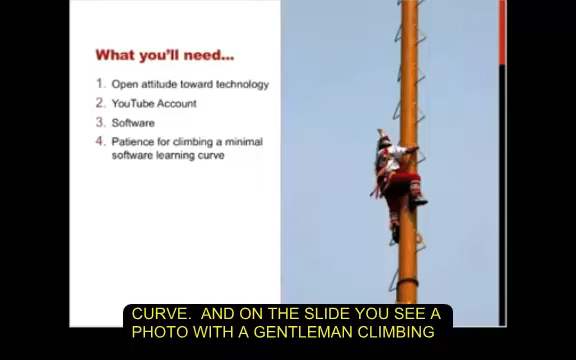 What you'll need...
1. Open attitude toward technology
2. YouTube Account
3. Software
4. Patience for climbing a minimal
software learning curve
CURVE. AND ON THE SLIDE YOU SEE A
PHOTO WITH A GENTLEMAN CLIMBING